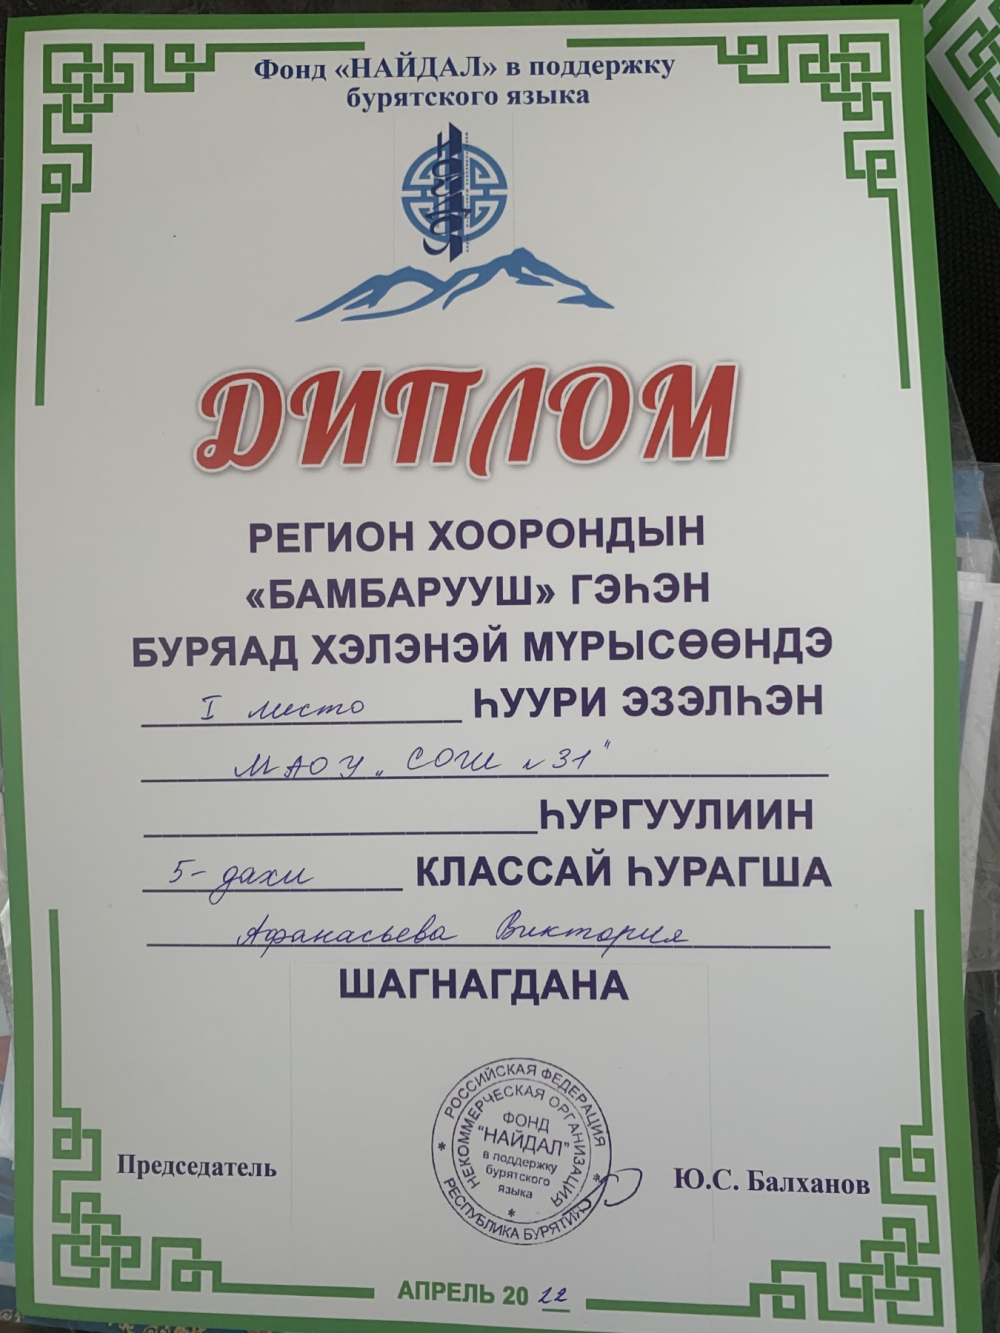 Фонд «НАЙДАЛ» в поддержку
бурятского языка
ДИПЛОМ
РЕГИОН ХООРОНДЫН
«БАМБАРУУШ» ГЭҺЭН
БУРЯАД ХЭЛЭНЭЙ МҮРЫСӨӨНДЭ
I место ҺУУРИ ЭЗЭЛҺЭН
МАОУ „СОШ №31"
ҺУРГУУЛИИН
5-дахи КЛАССАЙ ҺУРАГША
Афанасьева Виктория
ШАГНАГДАНА
РОССИЙСКАЯ ФЕДЕРАЦИЯ
НЕКОММЕРЧЕСКАЯ ОРГАНИЗАЦИЯ
ФОНД
"НАЙДАЛ"
в поддержку
бурятского
языка
РЕСПУБЛИКА БУРЯТИЯ
Председатель
Ю.С. Балханов
АПРЕЛЬ 2022